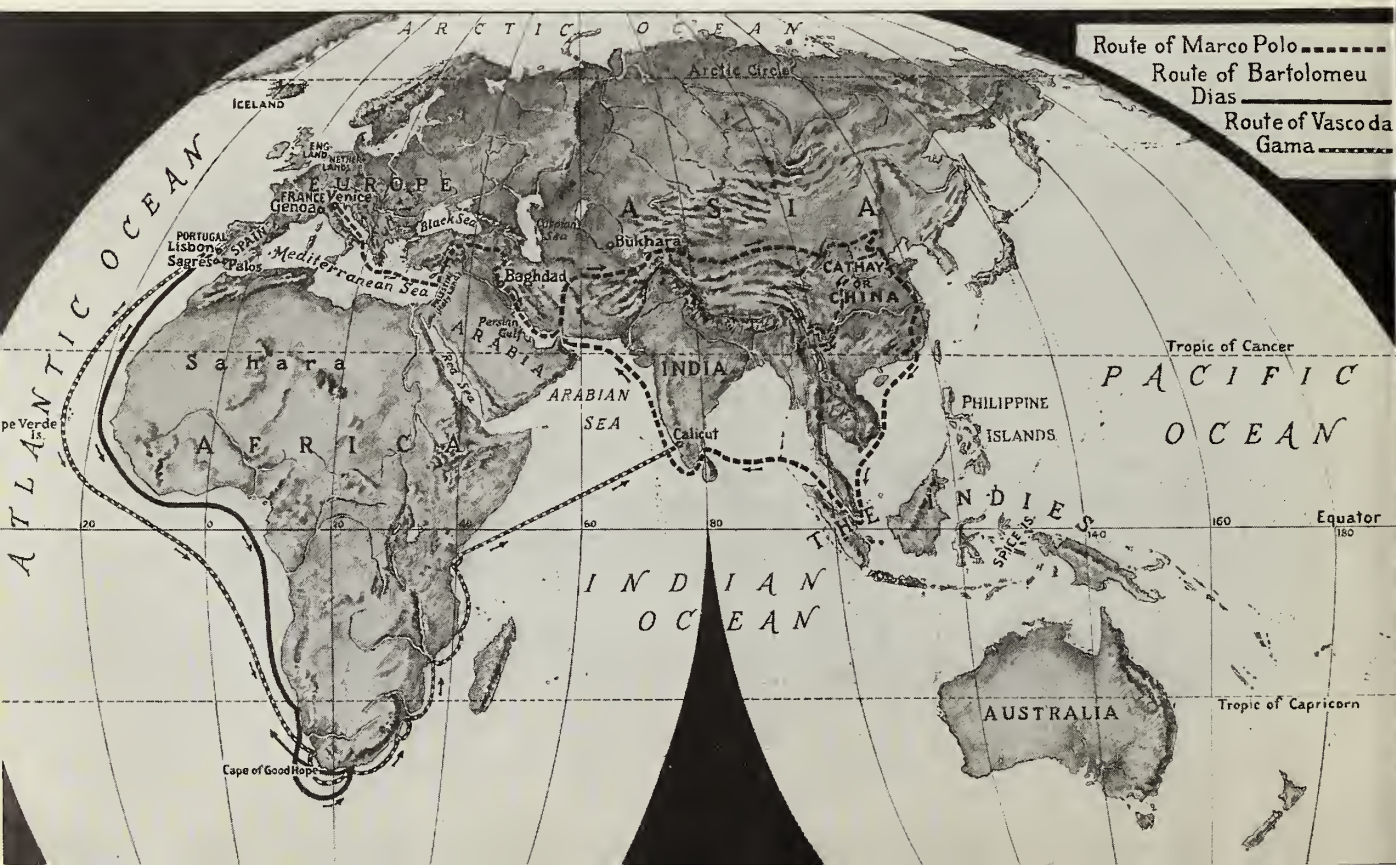 ARCTIC OCEAN
Route of Marco Polo
Route of Bartolomeu
Dias
Route of Vasco da
Gama
Arctic Circle
ICELAND
ATLANTIC OCEAN
ENG-
LAND
NETHER-
LANDS
EUROPE
FRANCE
Venice
Genoa
ASIA
Black Sea
Caspian
Sea
Bukhara
PORTUGAL
Lisbon
SPAIN
Sagres
Palos
Mediterranean Sea
Baghdad
CATHAY
OR
CHINA
Persian
Gulf
ARABIA
Red Sea
Sahara
INDIA
Tropic of Cancer
PACIFIC
OCEAN
ARABIAN
SEA
PHILIPPINE
ISLANDS
pe Verde
Is.
AFRICA
Calicut
THE INDIES
SPICE IS.
20
0
20
40
60
80
140
160
Equator
180
INDIAN
OCEAN
AUSTRALIA
Tropic of Capricorn
Cape of Good Hope